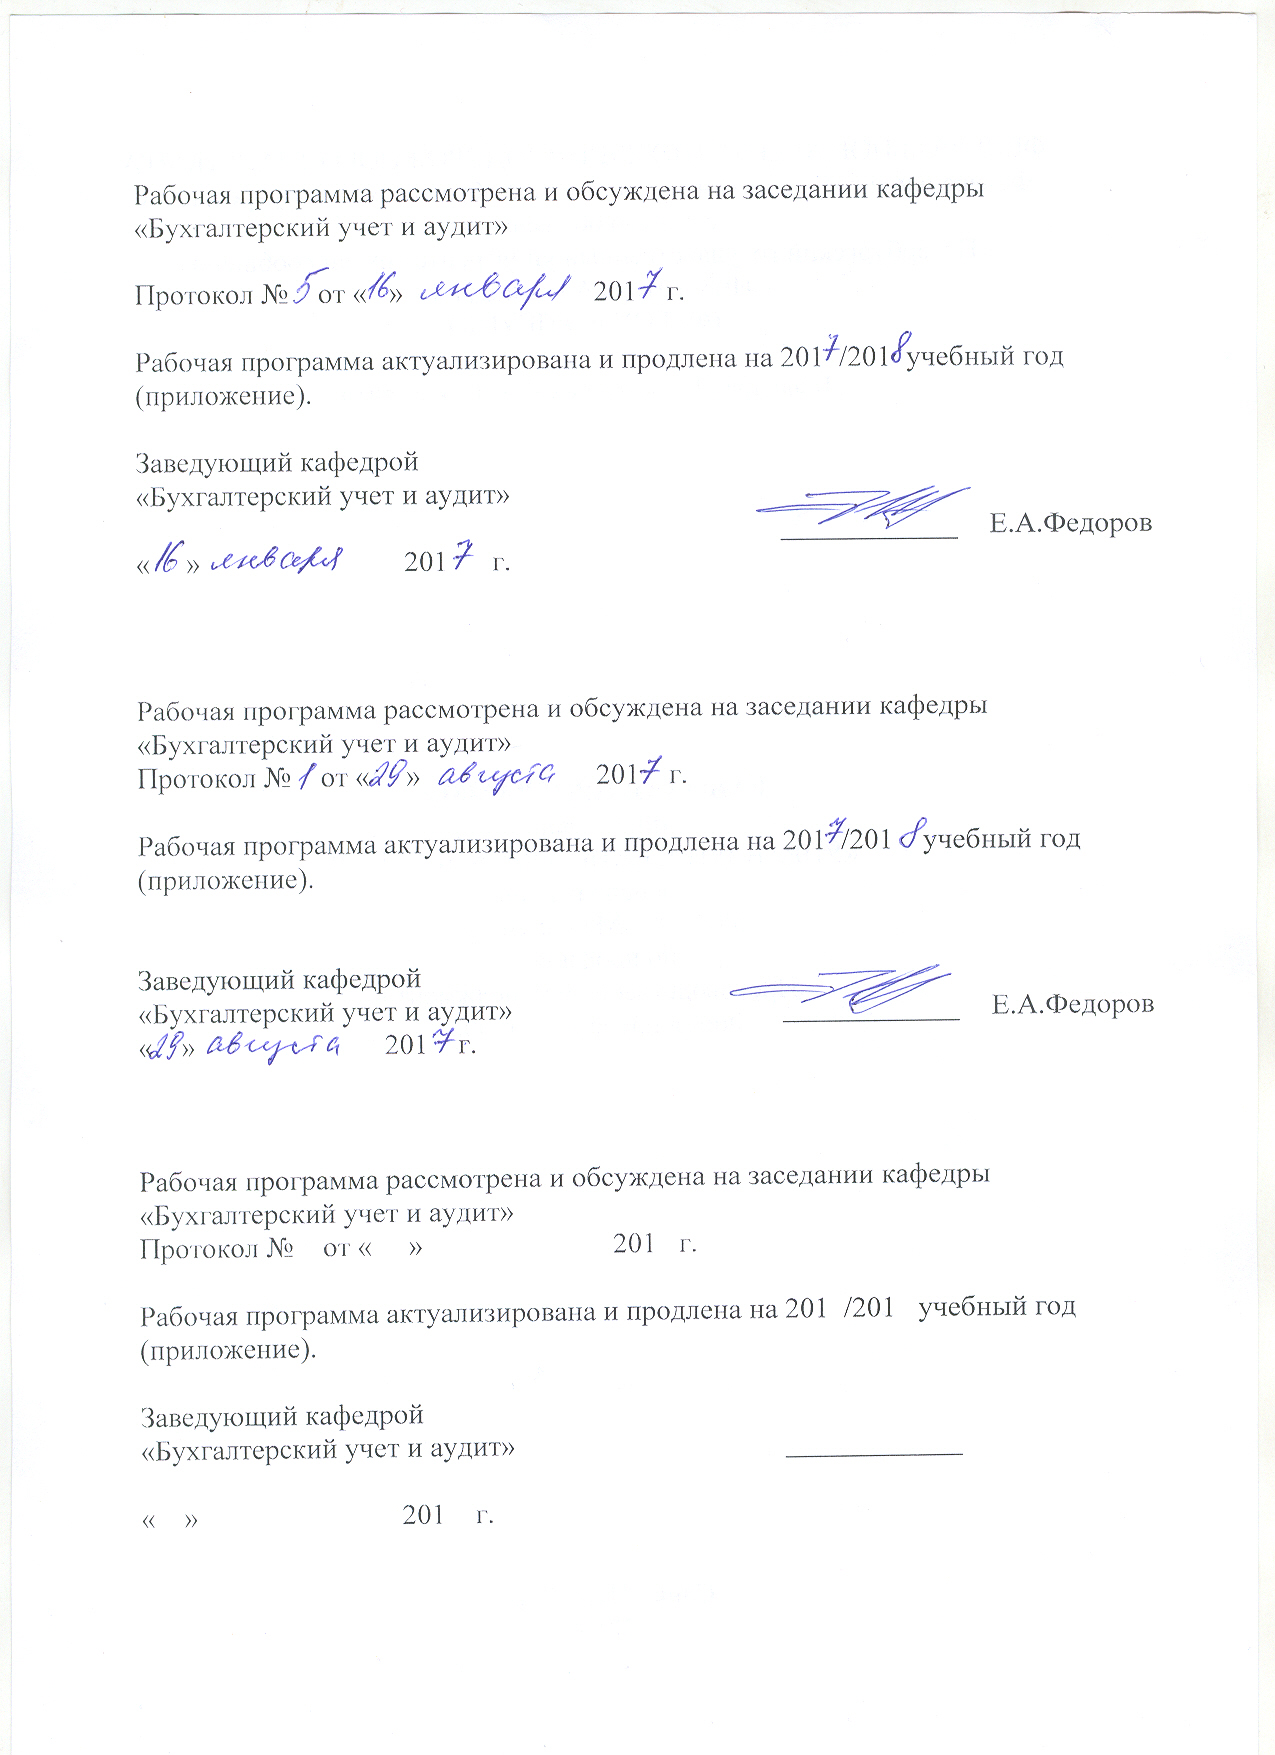 Рабочая программа рассмотрена и обсуждена на заседании кафедры
«Бухгалтерский учет и аудит»
Протокол № 5 от «16» января 2017 г.
Рабочая программа актуализирована и продлена на 2017/2018 учебный год
(приложение).
Заведующий кафедрой
«Бухгалтерский учет и аудит»
Е.А.Федоров
«16» января 2017 г.
Рабочая программа рассмотрена и обсуждена на заседании кафедры
«Бухгалтерский учет и аудит»
Протокол № 1 от «29» августа 2017 г.
Рабочая программа актуализирована и продлена на 2017/2018 учебный год
(приложение).
Заведующий кафедрой
«Бухгалтерский учет и аудит» Е.А.Федоров
«29» августа 2017 г.
Рабочая программа рассмотрена и обсуждена на заседании кафедры
«Бухгалтерский учет и аудит»
Протокол № от « » 201 г.
Рабочая программа актуализирована и продлена на 201 /201 учебный год
(приложение).
Заведующий кафедрой
«Бухгалтерский учет и аудит»
« » 201 г.